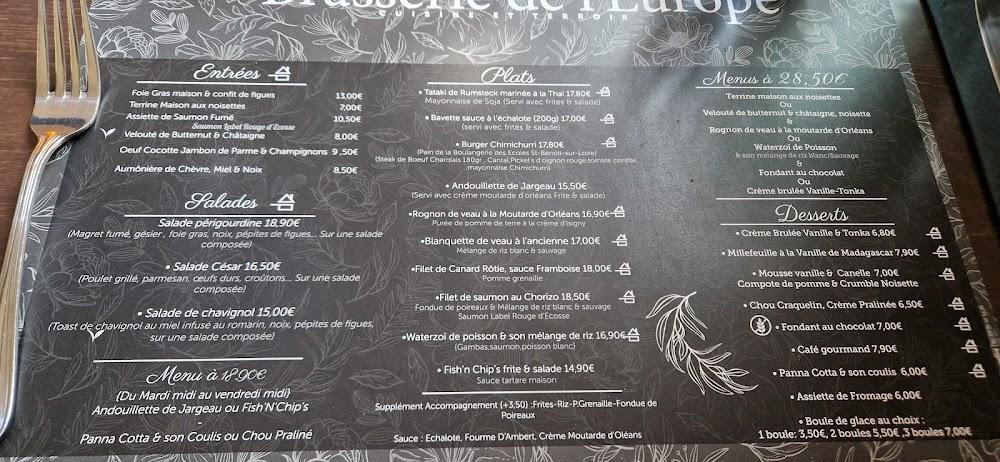 Brasserie de l'Europe
CUISINE ET TERROIR
Entrées
Foie Gras maison & confit de figues 13,00€
Terrine Maison aux noisettes 7,00€
Assiette de Saumon Fumé 10,50€
Saumon Label Rouge d'Ecosse
Velouté de Butternut & Châtaigne 8,00€
Oeuf Cocotte Jambon de Parme & Champignons 9 ,50€
Aumônière de Chèvre, Miel & Noix 8,50€
Salades
Salade périgourdine 18,90€
(Magret fumé, gésier , foie gras, noix, pépites de figues... Sur une salade
composée)
• Salade César 16,50€
(Poulet grillé, parmesan, œufs durs, croûtons... Sur une salade
composée)
• Salade de chavignol 15,00€
(Toast de chavignol au miel infusé au romarin, noix, pépites de figues,
sur une salade composée)
Menu à 18.90€
(Du Mardi midi au vendredi midi)
Andouillette de Jargeau ou Fish'N'Chip's
-
Panna Cotta & son Coulis ou Chou Praliné
Plats
• Tataki de Rumsteck marinée à la Thai 17,80€
Mayonnaise de Soja (Servi avec frites & salade)
• Bavette sauce à l'échalote (200g) 17,00€
(servi avec frites & salade)
• Burger Chimichurri 17,80€
(Pain de la Boulangerie des Ecoles St-Benoit-sur-Loire)
(Steak de Boeuf Charolais 180gr , Cantal,Pickel's d'oignon rouge,tomate confite
,mayonnaise Chimichurri)
• Andouillette de Jargeau 15,50€
(Servi avec crème moutarde d'orléans Frite & salade)
•Rognon de veau à la Moutarde d'Orléans 16,90€
Purée de pomme de terre à la crème d'Isigny
•Blanquette de veau à l'ancienne 17,00€
Mélange de riz blanc & sauvage
•Filet de Canard Rôtie, sauce Framboise 18,00€
Pomme grenaille
•Filet de saumon au Chorizo 18,50€
Fondue de poireaux & Mélange de riz blanc & sauvage
Saumon Label Rouge D'Ecosse
•Waterzoi de poisson & son mélange de riz 16,90€
(Gambas,saumon,poisson blanc)
• Fish'n Chip's frite & salade 14,90€
Sauce tartare maison
Supplément Accompagnement (+3,50) :Frites-Riz-P.Grenaille-Fondue de
Poireaux
Sauce : Echalote, Fourme D'Ambert, Crème Moutarde d'Oléans
Menus à 28,50€
Terrine maison aux noisettes
Ou
Velouté de butternut & châtaigne, noisette
&
Rognon de veau à la moutarde d'Orléans
Ou
Waterzoi de Poisson
& son mélange de riz blanc/Sauvage
&
Fondant au chocolat
Ou
Crème brulée Vanille-Tonka
Desserts
• Crème Brulée Vanille & Tonka 6,80€
• Millefeuille à la Vanille de Madagascar 7,90€
• Mousse vanille & Canelle 7,00€
Compote de pomme & Crumble Noisette
• Chou Craquelin, Crème Pralinée 6,50€
• Fondant au chocolat 7,00€
• Café gourmand 7,90€
• Panna Cotta & son coulis 6,00€
• Assiette de Fromage 6,00€
• Boule de glace au choix :
1 boule: 3,50€, 2 boules 5,50€ ,3 boules 7,00€